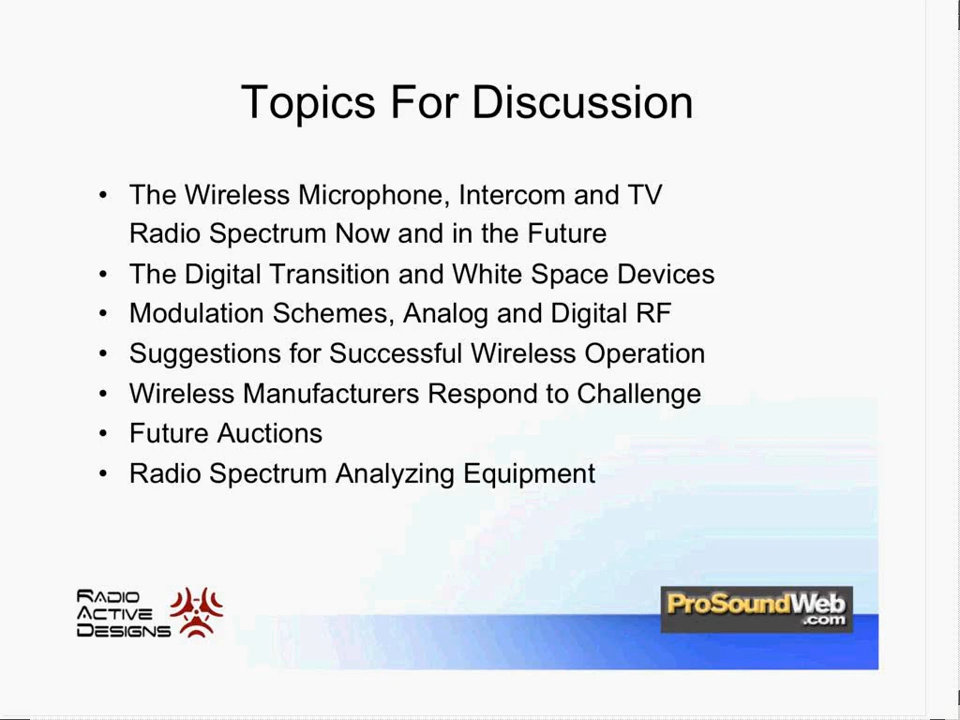 Topics For Discussion
• The Wireless Microphone, Intercom and TV
Radio Spectrum Now and in the Future
• The Digital Transition and White Space Devices
• Modulation Schemes, Analog and Digital RF
• Suggestions for Successful Wireless Operation
• Wireless Manufacturers Respond to Challenge
• Future Auctions
• Radio Spectrum Analyzing Equipment
Radio
Active
Designs
ProSoundWeb
.com